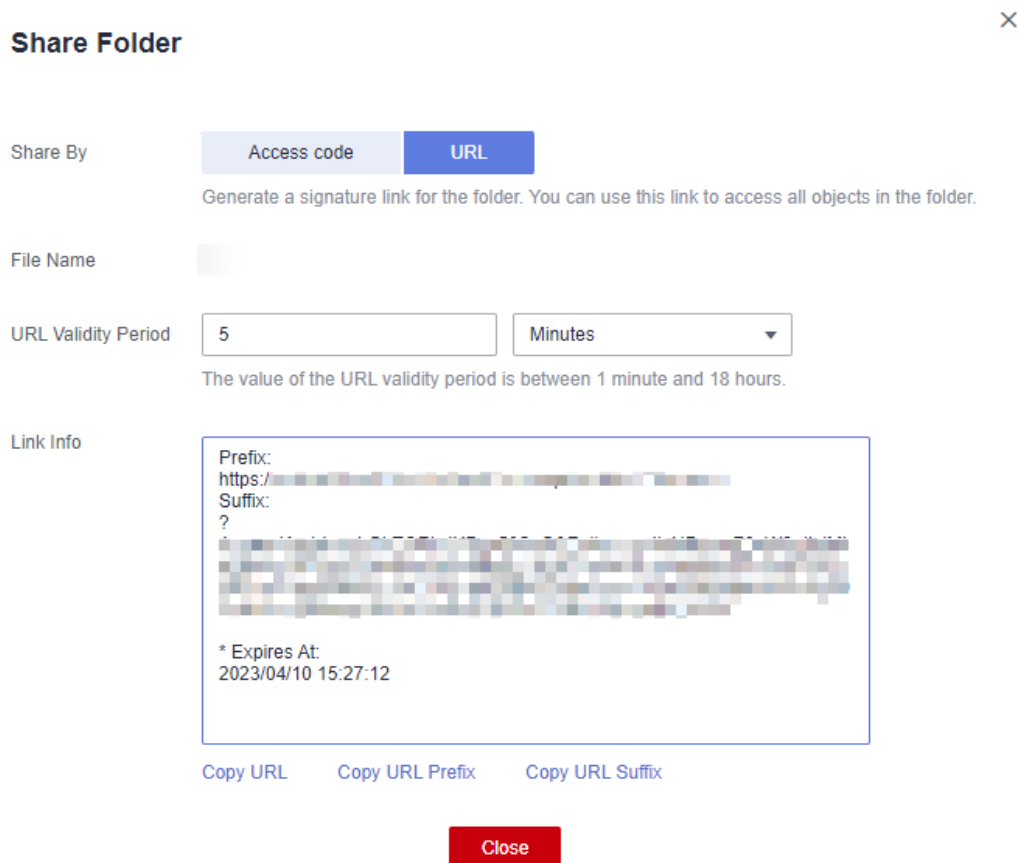 Share Folder
Share By
Access code
URL
Generate a signature link for the folder. You can use this link to access all objects in the folder.
File Name
URL Validity Period
5
Minutes
The value of the URL validity period is between 1 minute and 18 hours.
Link Info
Prefix:
https:/
Suffix:
?
* Expires At:
2023/04/10 15:27:12
Copy URL
Copy URL Prefix
Copy URL Suffix
Close